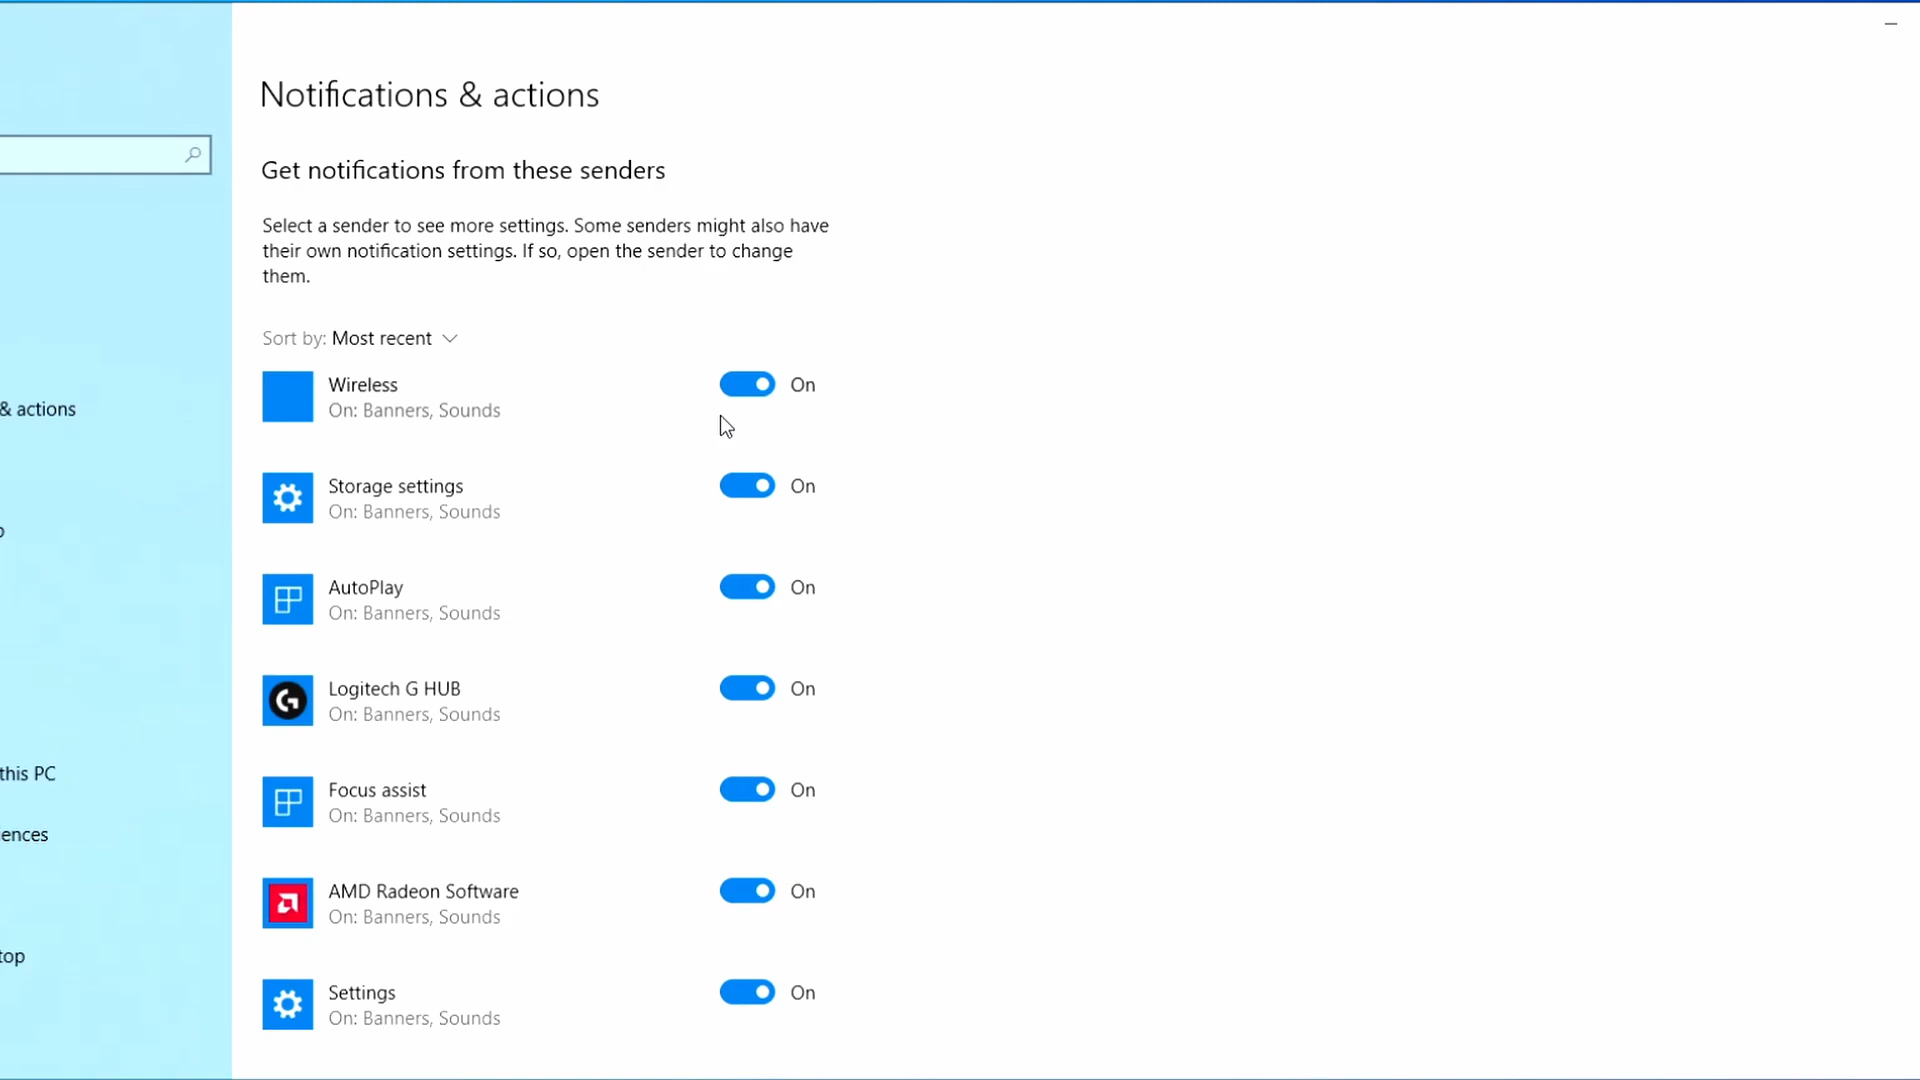 Notifications & actions
Get notifications from these senders
Select a sender to see more settings. Some senders might also have
their own notification settings. If so, open the sender to change
them.
Sort by: Most recent
Wireless
On: Banners, Sounds
On
& actions
Storage settings
On: Banners, Sounds
On
AutoPlay
On: Banners, Sounds
On
Logitech G HUB
On: Banners, Sounds
On
this PC
Focus assist
On: Banners, Sounds
On
ences
AMD Radeon Software
On: Banners, Sounds
On
top
Settings
On: Banners, Sounds
On